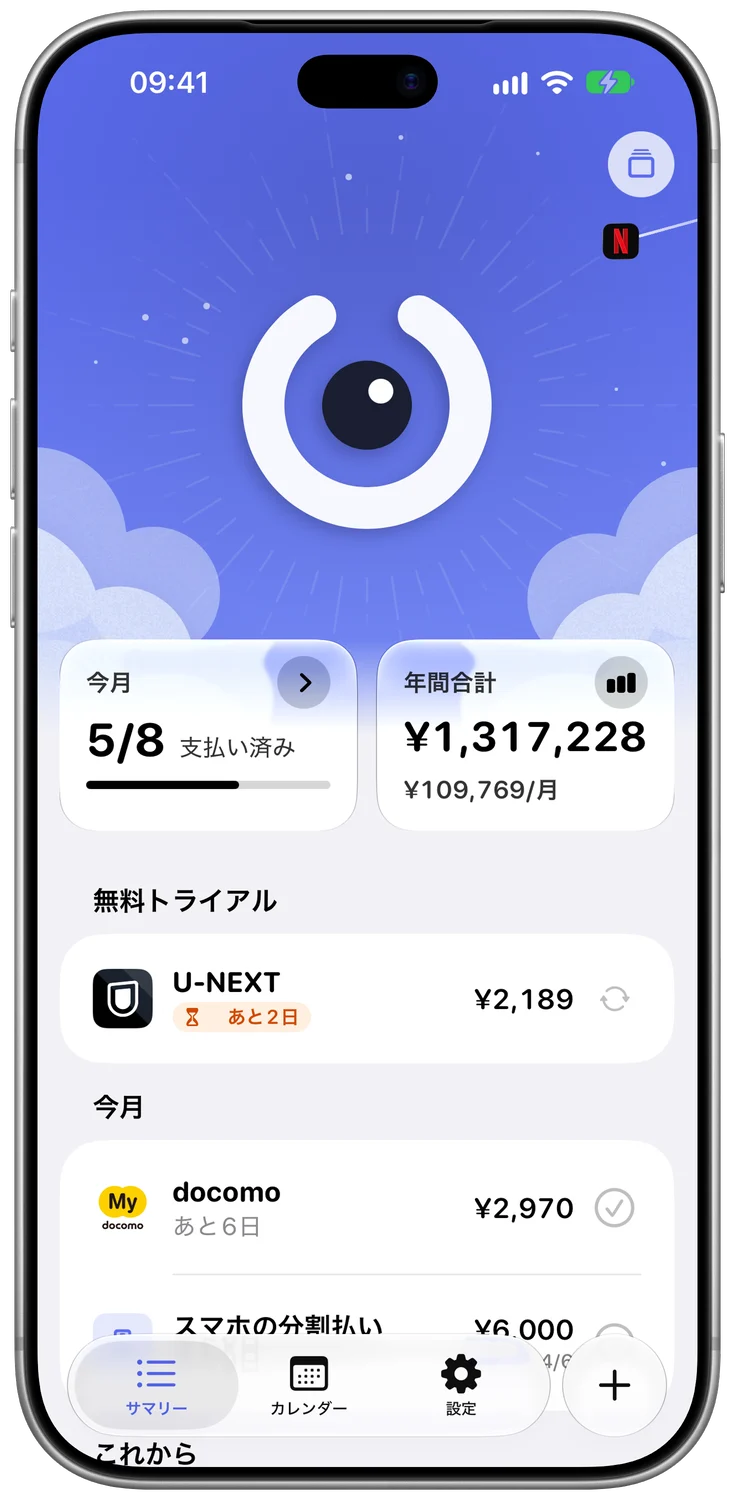 09:41
N
今月
5/8 支払い済み
年間合計
¥1,317,228
¥109,769/月
無料トライアル
U-NEXT
あと2日
¥2,189
今月
My
docomo
docomo
あと6日
¥2,970
スマホの分割払い
¥6,000
4/6
サマリー
カレンダー
設定
これから